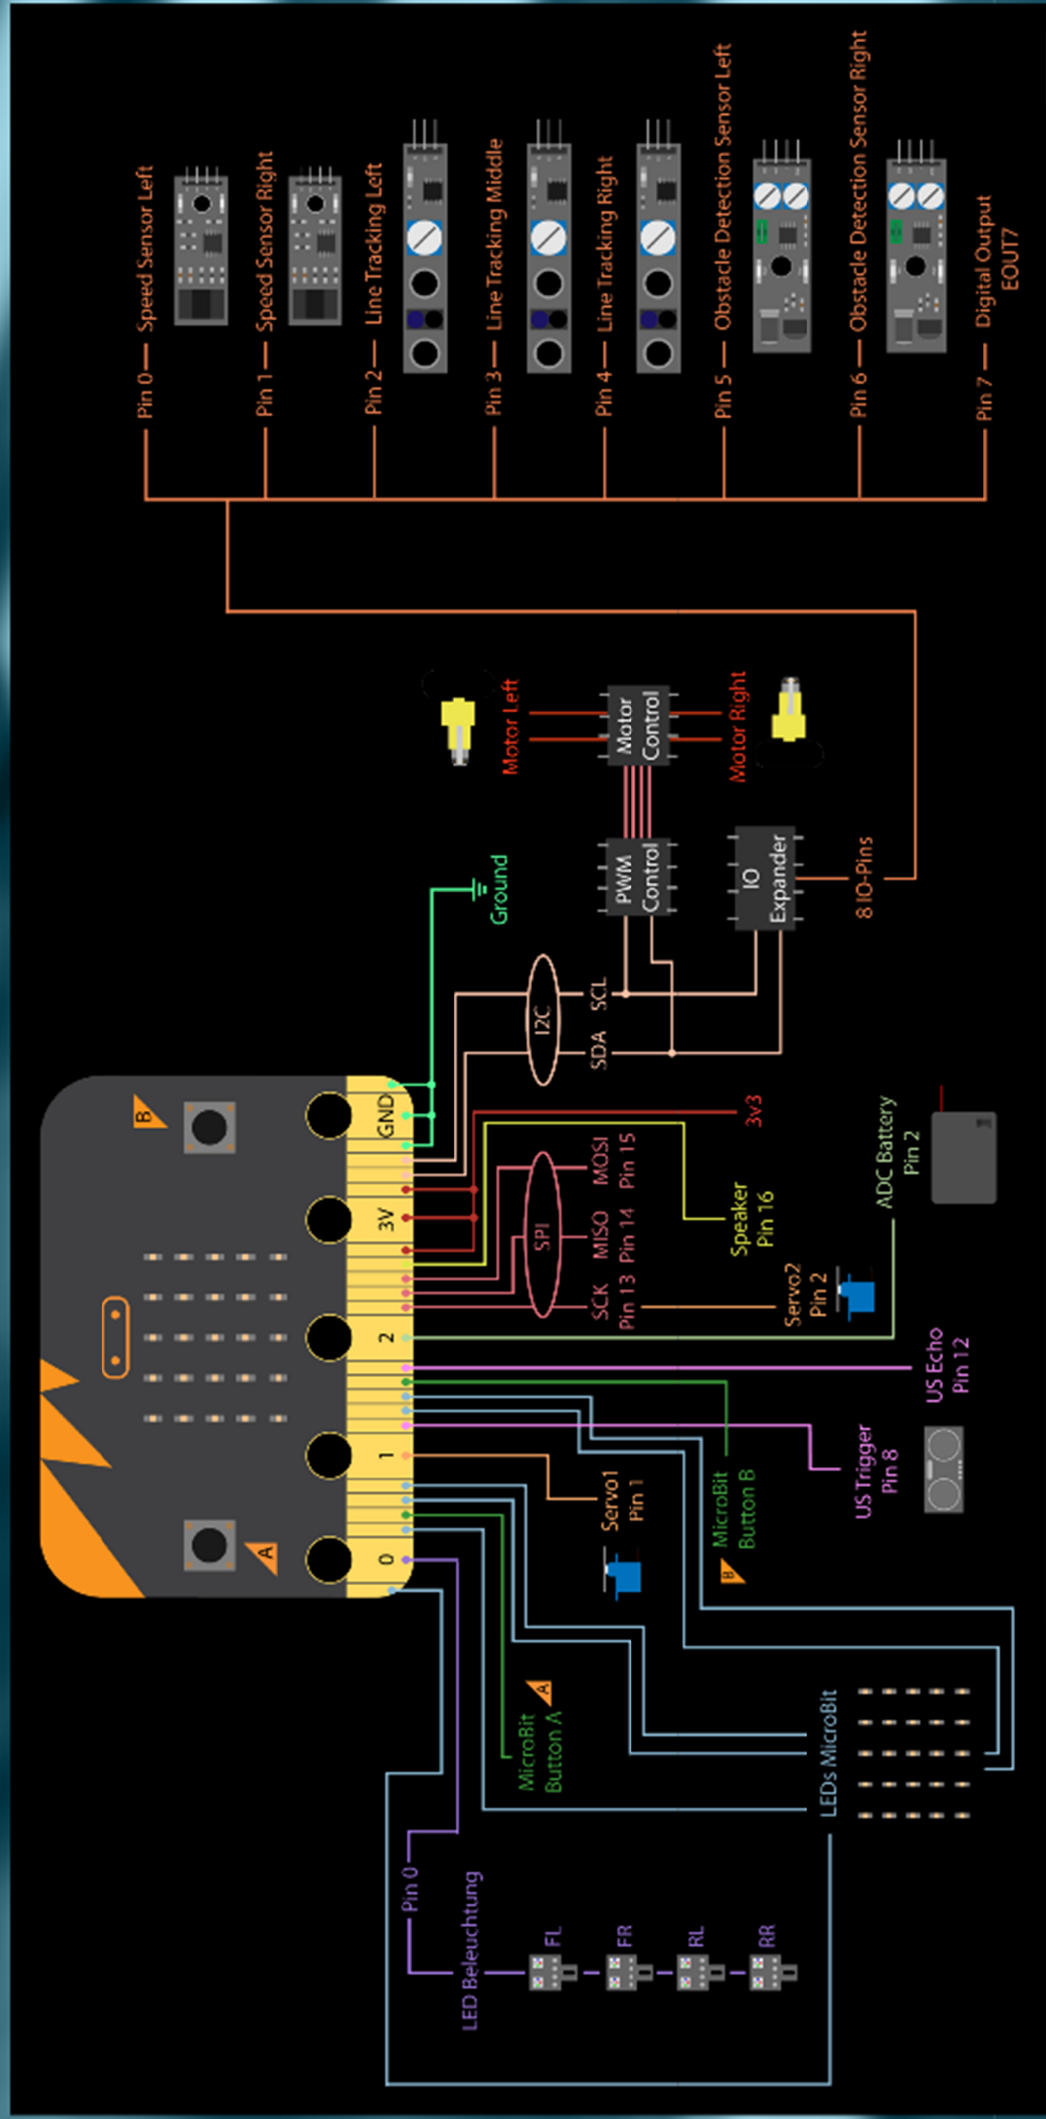 B
A
0
1
2
3V
GND
Pin 0
LED Beleuchtung
FL
FR
RL
RR
MicroBit
Button A
A
LEDs MicroBit
Servo1
Pin 1
MicroBit
Button B
B
US Trigger
Pin 8
US Echo
Pin 12
Servo2
Pin 2
ADC Battery
Pin 2
SPI
SCK
Pin 13
MISO
Pin 14
MOSI
Pin 15
Speaker
Pin 16
3v3
I2C
SDA
SCL
Ground
PWM
Control
Motor
Control
Motor Left
Motor Right
IO
Expander
8 IO-Pins
Pin 0 Speed Sensor Left
Pin 1 Speed Sensor Right
Pin 2 Line Tracking Left
Pin 3 Line Tracking Middle
Pin 4 Line Tracking Right
Pin 5 Obstacle Detection Sensor Left
Pin 6 Obstacle Detection Sensor Right
Pin 7 Digital Output
EOUT7